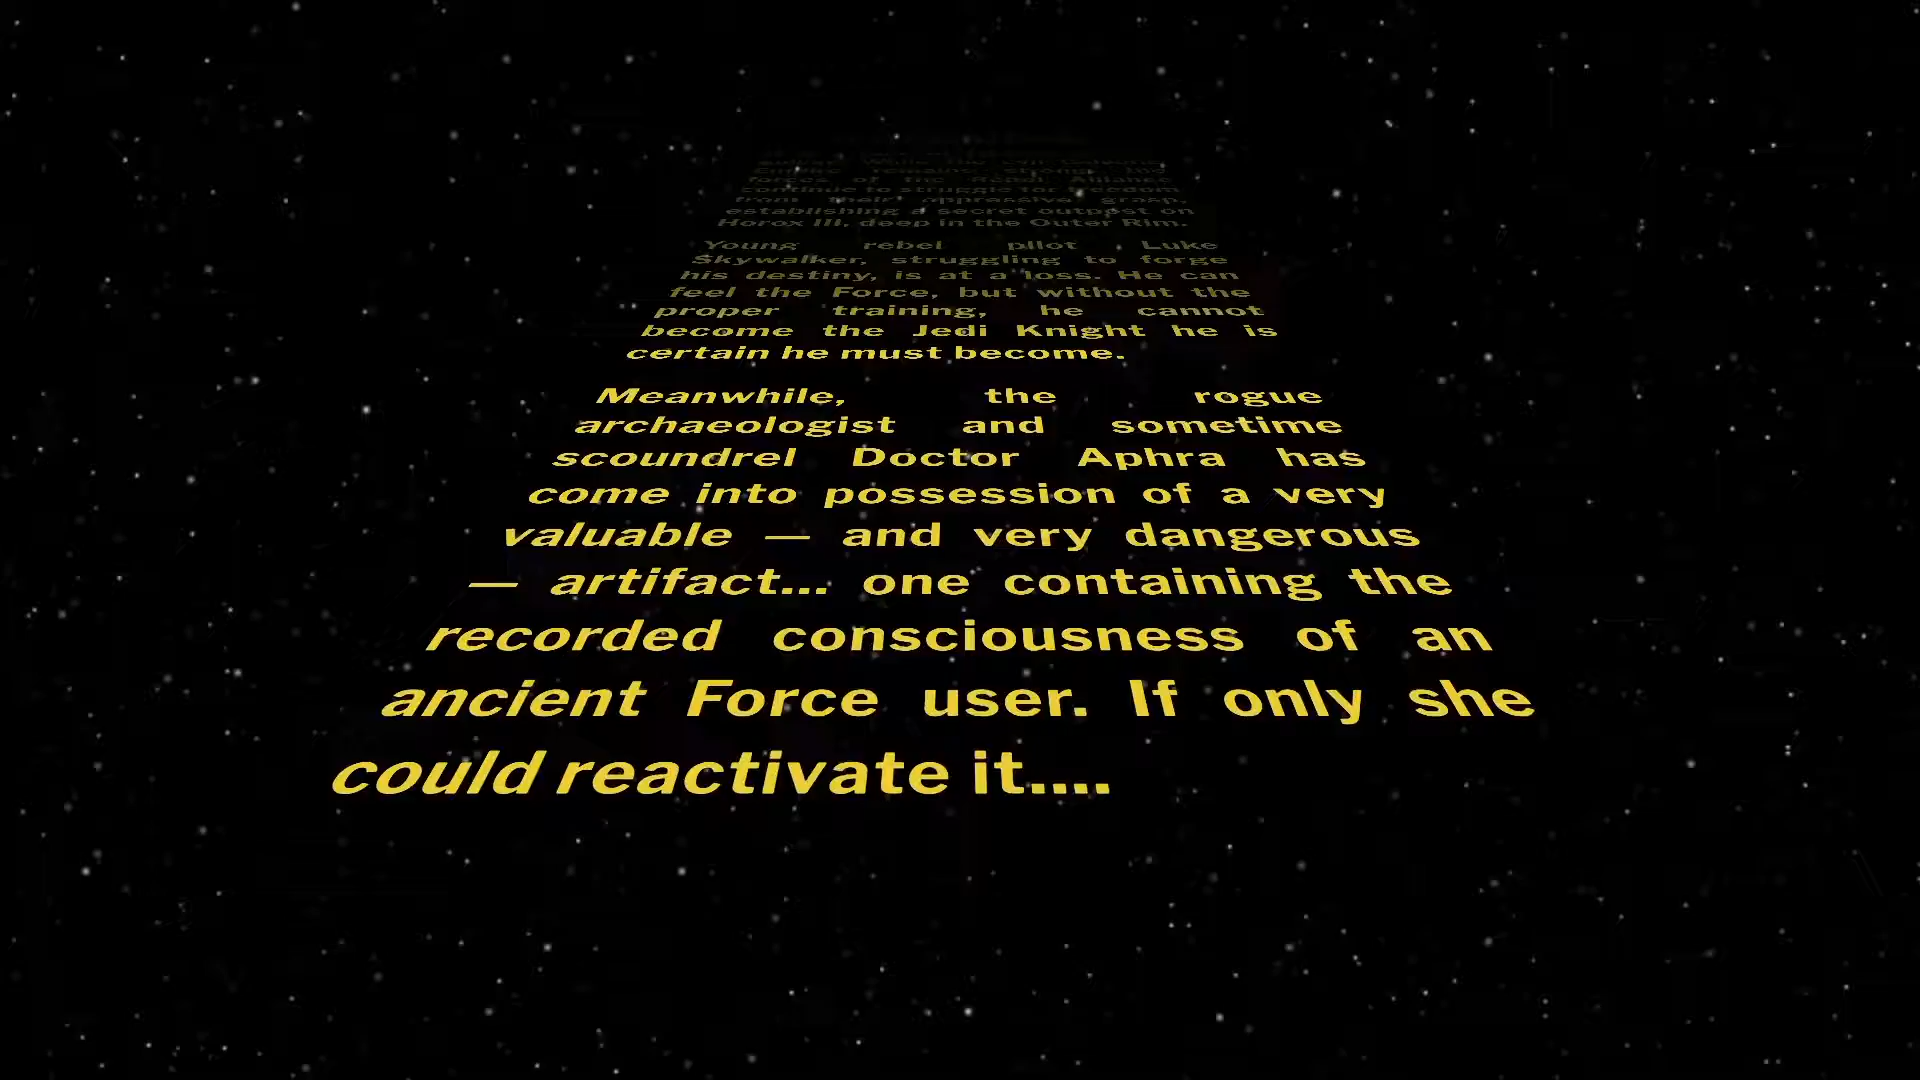 Empire remains strong, the
forces of the Rebel Alliance
continue to struggle for freedom
from their oppressive grasp,
establishing a secret outpost on
Horox III, deep in the Outer Rim.
Young rebel pilot Luke
Skywalker, struggling to forge
his destiny, is at a loss. He can
feel the Force, but without the
proper training, he cannot
become the Jedi Knight he is
certain he must become.
Meanwhile, the rogue
archaeologist and sometime
scoundrel Doctor Aphra has
come into possession of a very
valuable — and very dangerous
— artifact... one containing the
recorded consciousness of an
ancient Force user. If only she
could reactivate it....